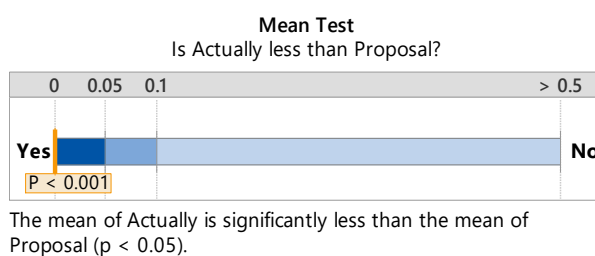 Mean Test
Is Actually less than Proposal?
0 0.05 0.1 > 0.5
Yes No
P < 0.001
The mean of Actually is significantly less than the mean of
Proposal (p < 0.05).